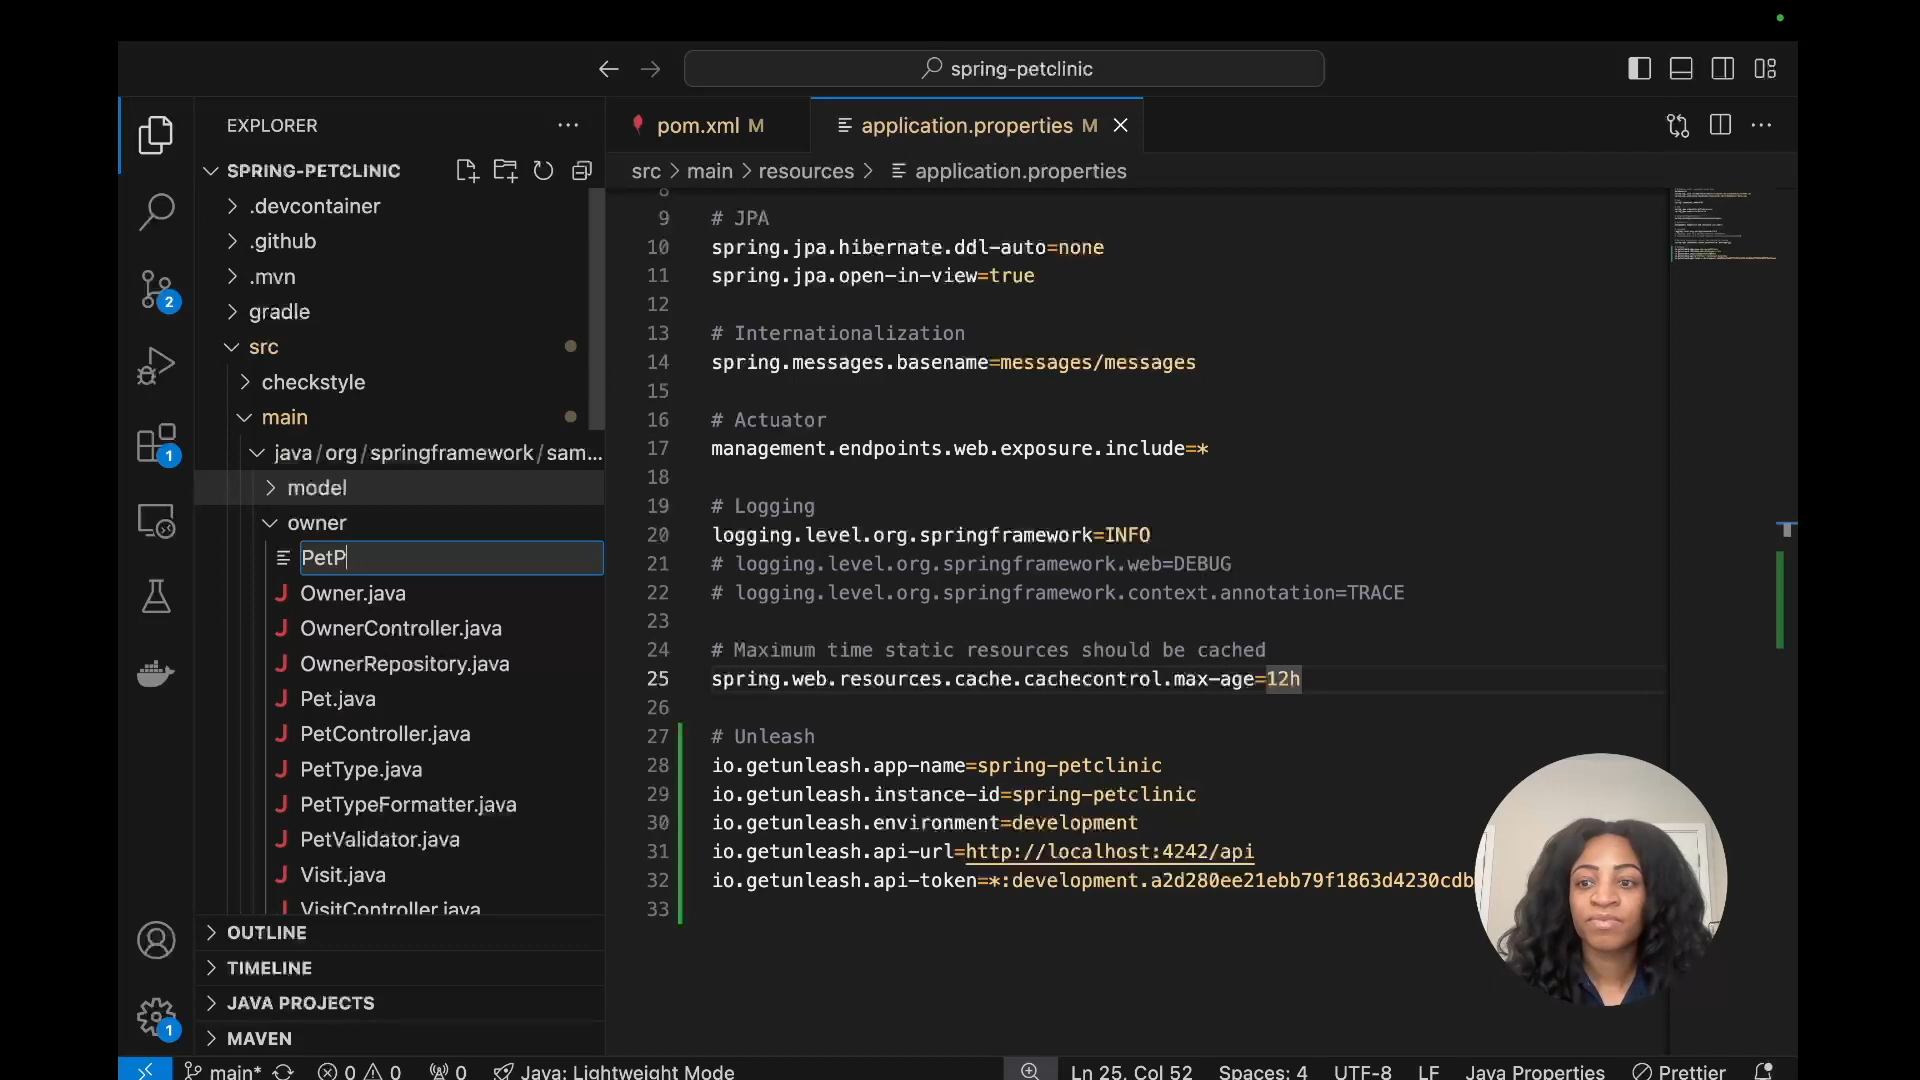 spring-petclinic
EXPLORER
pom.xml M
application.properties M
SPRING-PETCLINIC
src > main > resources > application.properties
.devcontainer
.github
.mvn
gradle
src
checkstyle
main
java/org/springframework/sam...
model
owner
PetP
Owner.java
OwnerController.java
OwnerRepository.java
Pet.java
PetController.java
PetType.java
PetTypeFormatter.java
PetValidator.java
Visit.java
VisitController.java
OUTLINE
TIMELINE
JAVA PROJECTS
MAVEN
2
1
1
8
9 # JPA
10 spring.jpa.hibernate.ddl-auto=none
11 spring.jpa.open-in-view=true
12
13 # Internationalization
14 spring.messages.basename=messages/messages
15
16 # Actuator
17 management.endpoints.web.exposure.include=*
18
19 # Logging
20 logging.level.org.springframework=INFO
21 # logging.level.org.springframework.web=DEBUG
22 # logging.level.org.springframework.context.annotation=TRACE
23
24 # Maximum time static resources should be cached
25 spring.web.resources.cache.cachecontrol.max-age=12h
26
27 # Unleash
28 io.getunleash.app-name=spring-petclinic
29 io.getunleash.instance-id=spring-petclinic
30 io.getunleash.environment=development
31 io.getunleash.api-url=http://localhost:4242/api
32 io.getunleash.api-token=*:development.a2d280ee21ebb79f1863d4230cdb
33
main* 0 0 0 Java: Lightweight Mode Ln 25, Col 52 Spaces: 4 UTF-8 LF Java Properties Prettier